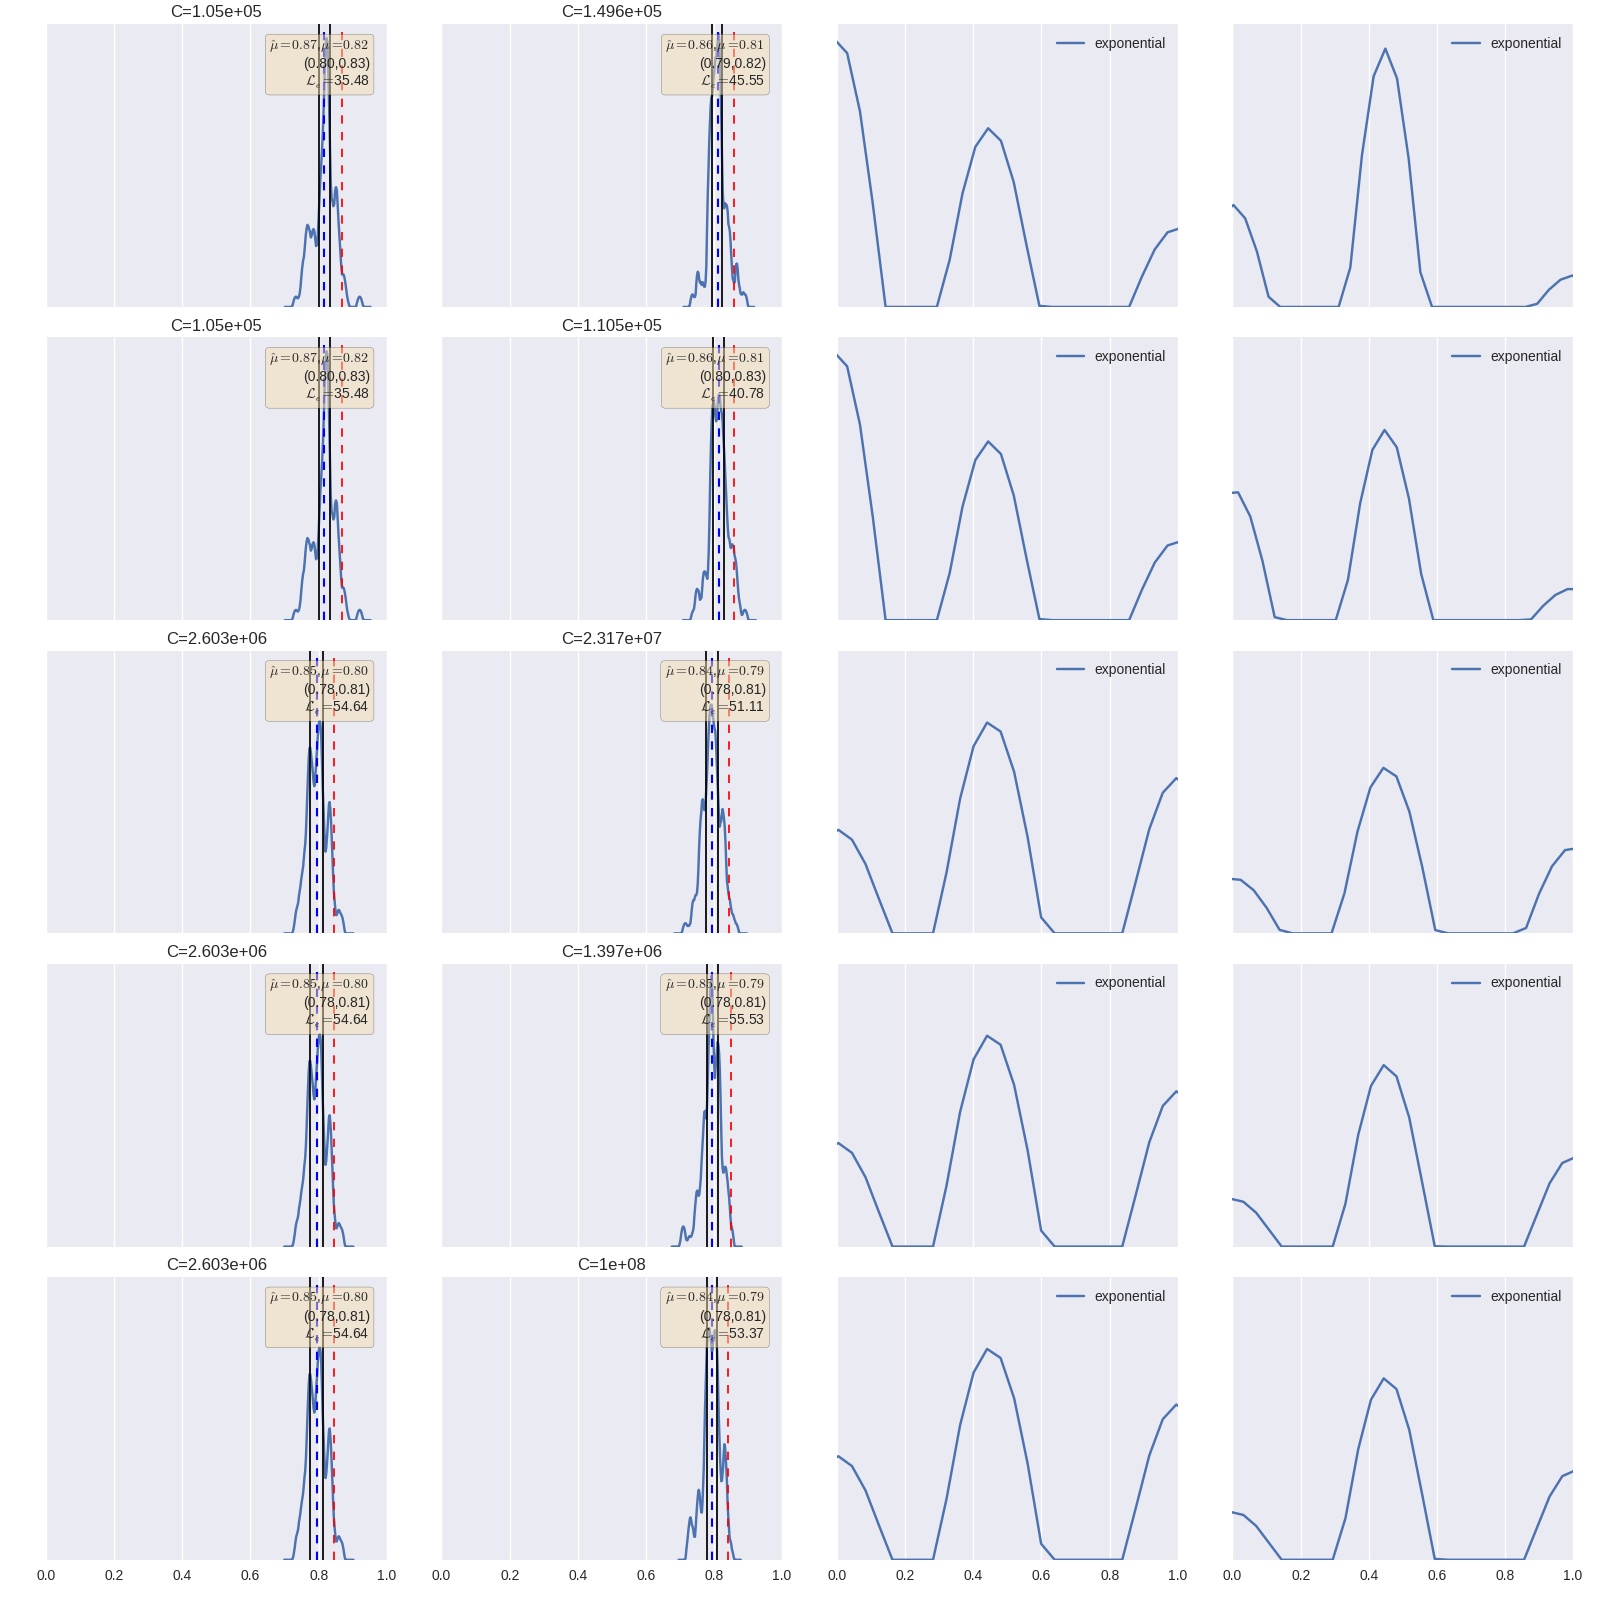 C=1.05e+05
C=1.496e+05
μ̂=0.87,μ=0.82
(0.80,0.83)
=35.48
μ̂=0.86,μ=0.81
(0.79,0.82)
=45.55
exponential
exponential
C=1.05e+05
C=1.105e+05
μ̂=0.87,μ=0.82
(0.80,0.83)
=35.48
μ̂=0.86,μ=0.81
(0.80,0.83)
=40.78
exponential
exponential
C=2.603e+06
C=2.317e+07
μ̂=0.85,μ=0.80
(0.78,0.81)
=54.64
μ̂=0.84,μ=0.79
(0.78,0.81)
=51.11
exponential
exponential
C=2.603e+06
C=1.397e+06
μ̂=0.85,μ=0.80
(0.78,0.81)
=54.64
μ̂=0.85,μ=0.79
(0.78,0.81)
=55.53
exponential
exponential
C=2.603e+06
C=1e+08
μ̂=0.85,μ=0.80
(0.78,0.81)
=54.64
μ̂=0.84,μ=0.79
(0.78,0.81)
=53.37
exponential
exponential
0.0 0.2 0.4 0.6 0.8 1.0
0.0 0.2 0.4 0.6 0.8 1.0
0.0 0.2 0.4 0.6 0.8 1.0
0.0 0.2 0.4 0.6 0.8 1.0